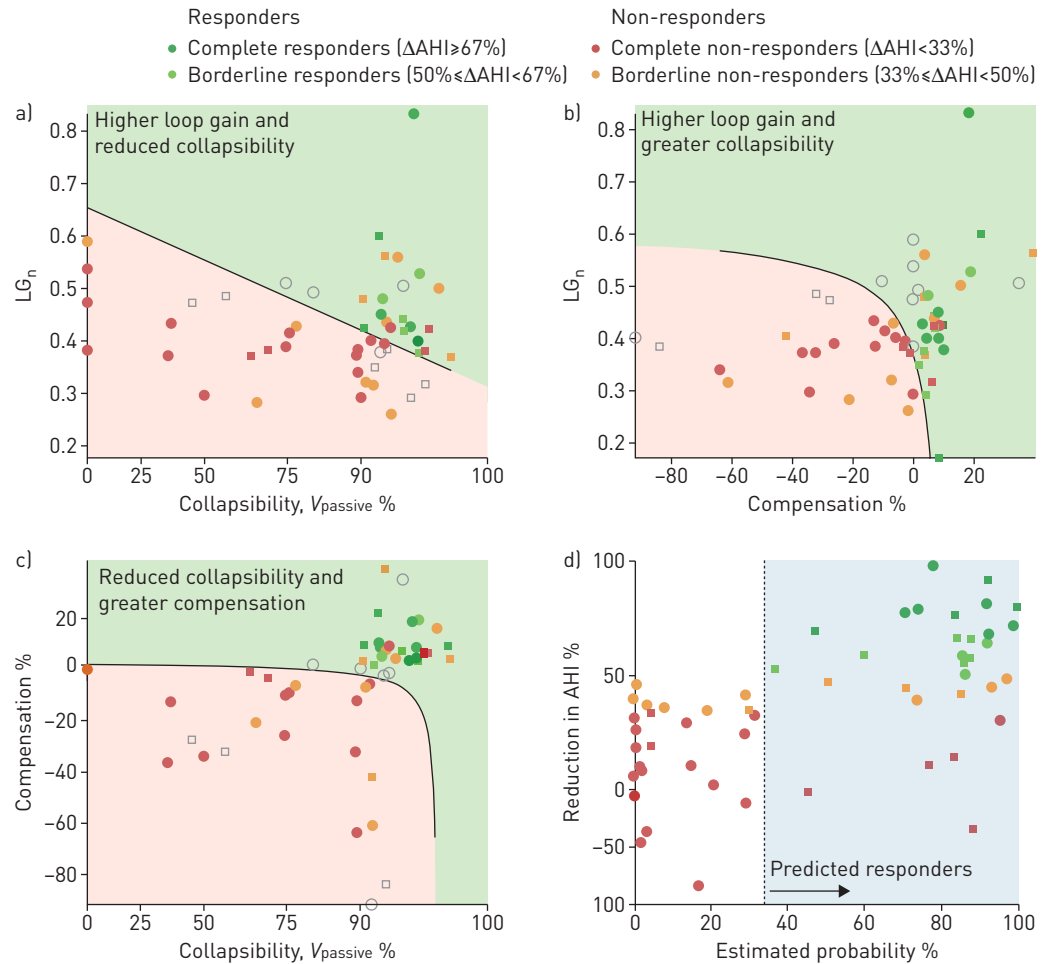 Responders
Complete responders (ΔAHI⩾67%)
Borderline responders (50%⩽ΔAHI<67%)
Non-responders
Complete non-responders (ΔAHI<33%)
Borderline non-responders (33%⩽ΔAHI<50%)
a)
Higher loop gain and
reduced collapsibility
0.8
0.7
0.6
0.5
0.4
0.3
0.2
LGn
0 25 50 75 90 100
Collapsibility, Vpassive %
b)
Higher loop gain and
greater collapsibility
0.8
0.7
0.6
0.5
0.4
0.3
0.2
LGn
−80 −60 −40 −20 0 20
Compensation %
c)
Reduced collapsibility and
greater compensation
20
0
−20
−40
−60
−80
Compensation %
0 25 50 75 90 100
Collapsibility, Vpassive %
d)
100
50
0
−50
100
Reduction in AHI %
Predicted responders
0 20 40 60 80 100
Estimated probability %